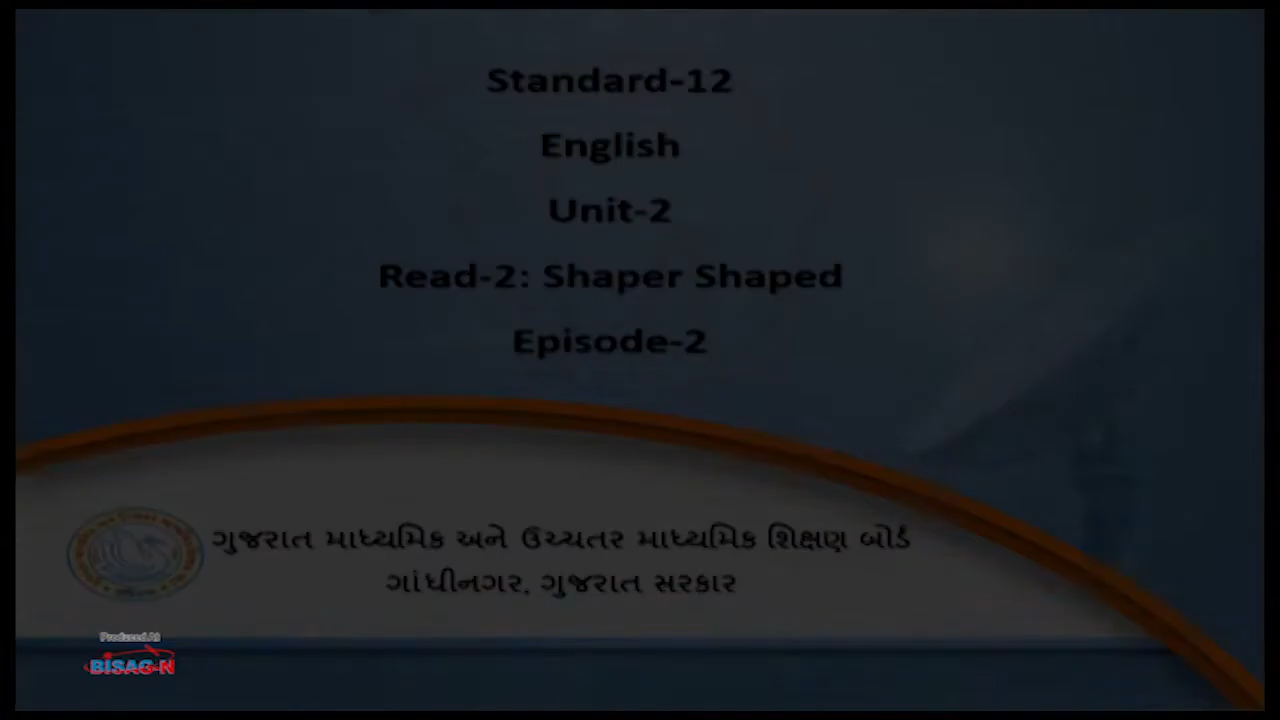 Standard-12
English
Unit-2
Read-2: Shaper Shaped
Episode-2
ગુજરાત માધ્યમિક અને ઉચ્ચતર માધ્યમિક શિક્ષણ બોર્ડ
ગાંધીનગર, ગુજરાત સરકાર
Produced At
BISAG-N